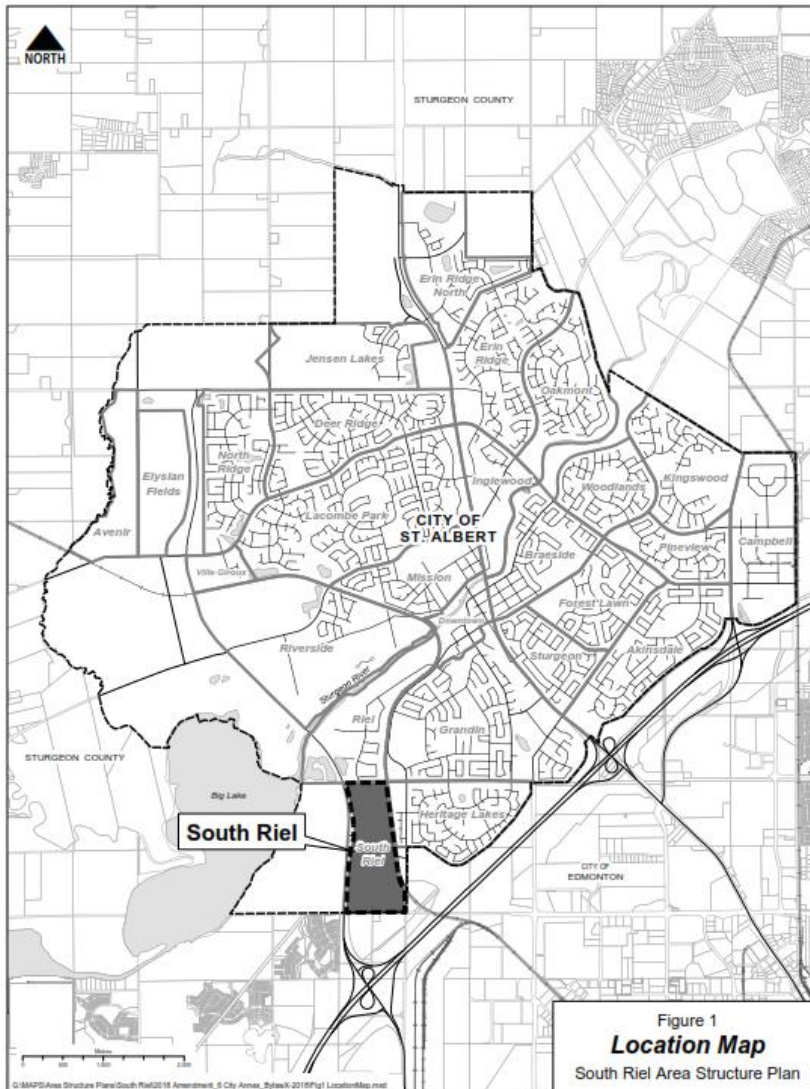 NORTH
STURGEON COUNTY
Erin Ridge
North
Jensen Lakes
Erin
Ridge
Oakmont
Deer Ridge
North
Ridge
Elysian
Fields
Inglewood
Woodlands
Kingswood
Avenir
Lacombe Park
CITY OF
ST. ALBERT
Braeside
Pineview
Campbell
Ville Giroux
Mission
Forest Lawn
Downtown
Riverside
Sturgeon
Akinsdale
Sturgeon River
Riel
Grandin
STURGEON COUNTY
Big Lake
Heritage Lakes
South Riel
South
Riel
CITY OF
EDMONTON
Figure 1
Location Map
South Riel Area Structure Plan
Metres
0